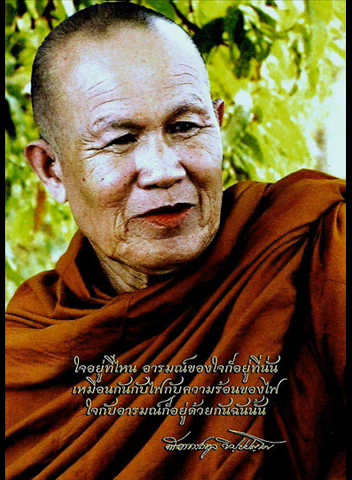 ใจอยู่ที่ไหน อารมณ์ของใจก็อยู่ที่นั่น
เหมือนกันกับไฟกับความร้อนของไฟ
ใจกับอารมณ์ก็อยู่ด้วยกันฉันนั้น